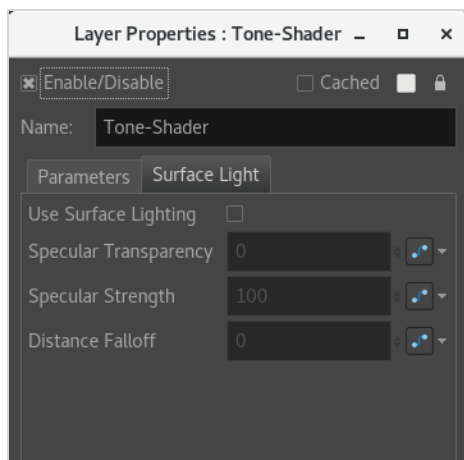 Layer Properties : Tone-Shader
Enable/Disable Cached
Name: Tone-Shader
Parameters Surface Light
Use Surface Lighting
Specular Transparency 0
Specular Strength 100
Distance Falloff 0